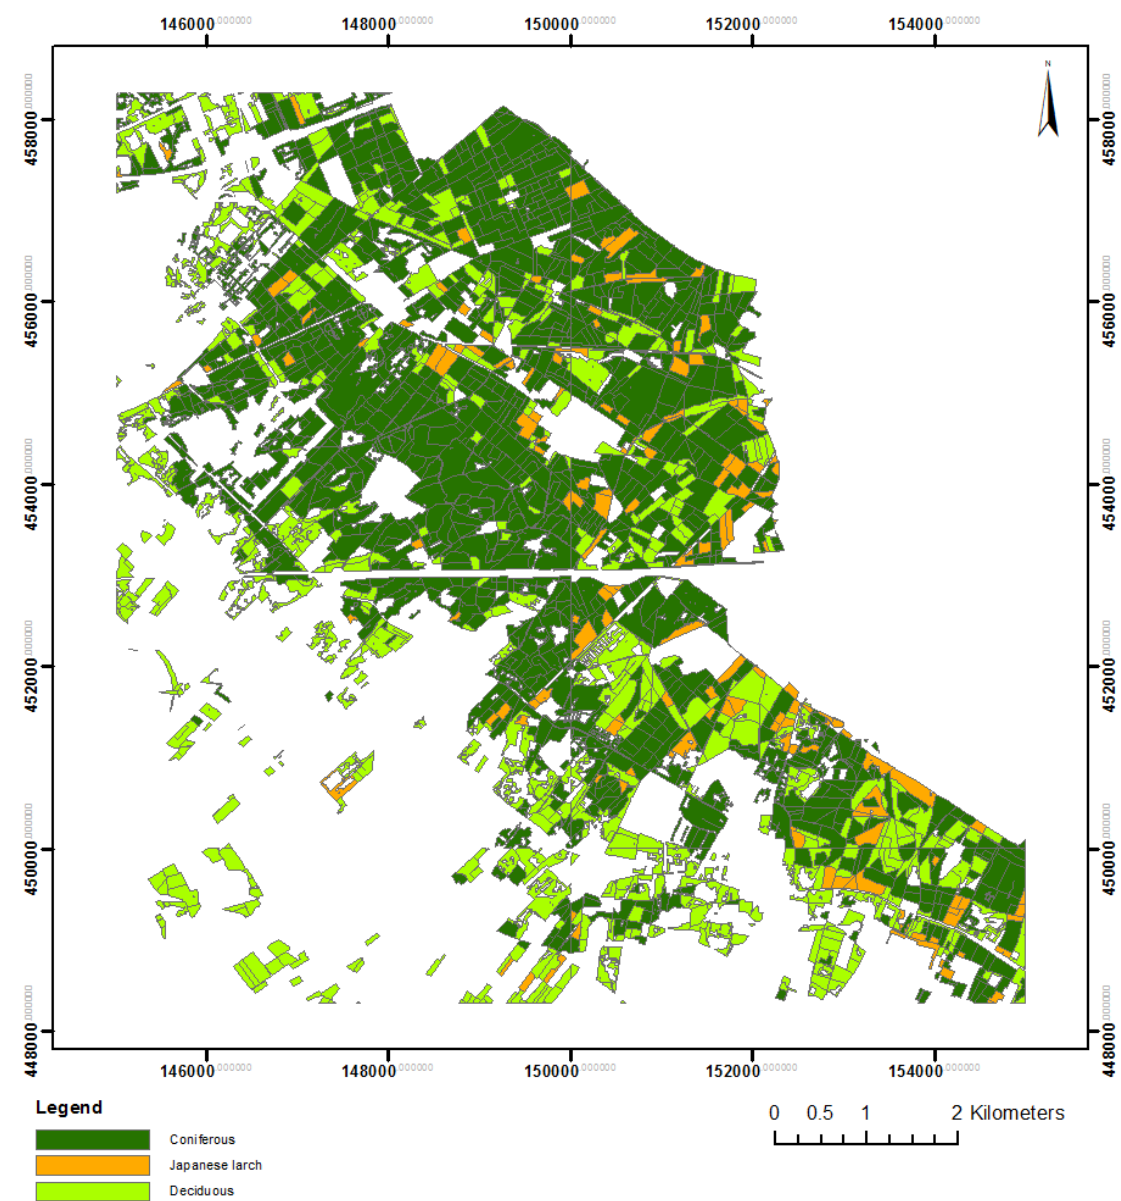 146000.000000 148000.000000 150000.000000 152000.000000 154000.000000
N
458000.000000 458000.000000
456000.000000 456000.000000
454000.000000 454000.000000
452000.000000 452000.000000
450000.000000 450000.000000
448000.000000 448000.000000
146000.000000 148000.000000 150000.000000 152000.000000 154000.000000
Legend
Coniferous
Japanese larch
Deciduous
0 0.5 1 2 Kilometers